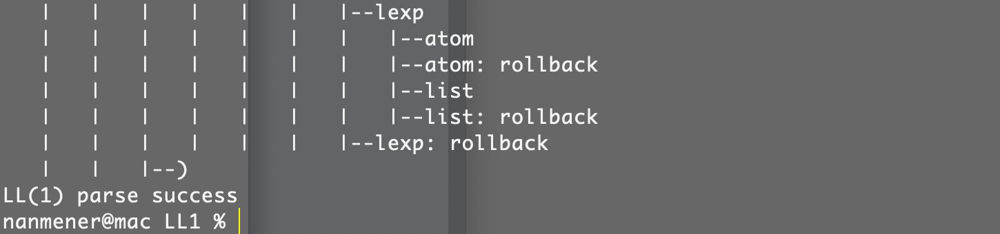 |   |   |   |   |   |   |--lexp
|   |   |   |   |   |   |   |--atom
|   |   |   |   |   |   |   |--atom: rollback
|   |   |   |   |   |   |   |--list
|   |   |   |   |   |   |   |--list: rollback
|   |   |   |   |   |   |--lexp: rollback
|   |   |--)
LL(1) parse success
nanmener@mac LL1 %